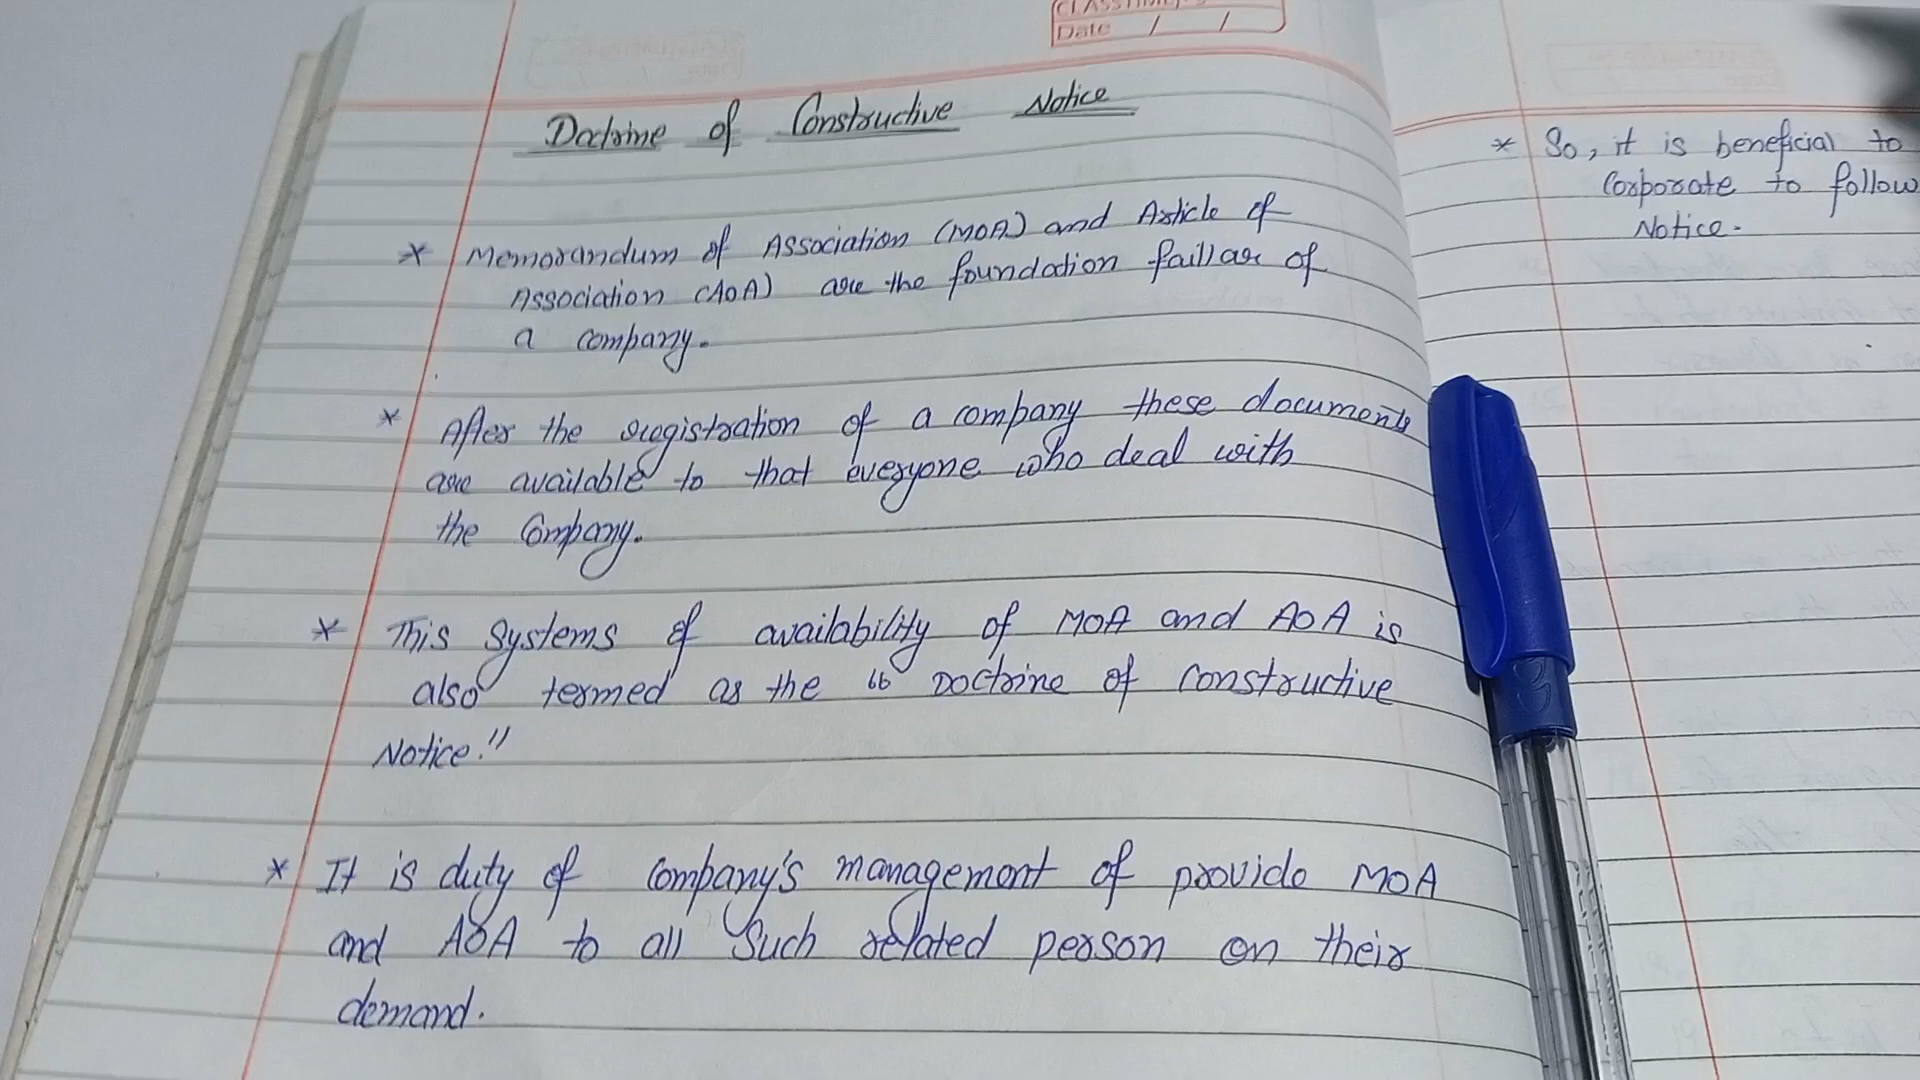 Date / /
Doctrine of Constructive Notice
* Memorandum of Association (MOA) and Article of
Association (AOA) are the foundation faillar of
a company.
* After the registration of a company these documents
are available to that everyone who deal with
the Company.
* This Systems of availability of MOA and AOA is
also termed as the "Doctrine of constructive
Notice."
* It is duty of Company's management of provide MOA
and AOA to all Such related person on their
demand.
* So, it is beneficial to
Corporate to follow
Notice.